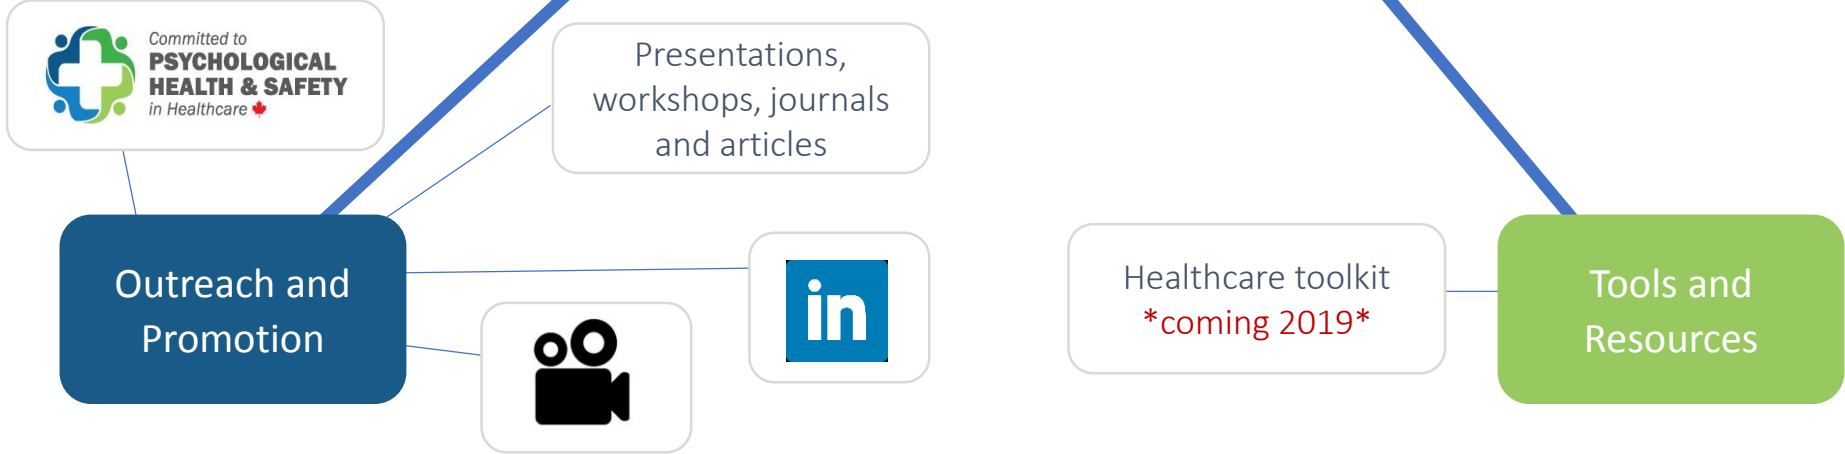 Committed to
PSYCHOLOGICAL
HEALTH & SAFETY
in Healthcare
Presentations,
workshops, journals
and articles
Outreach and
Promotion
in
Healthcare toolkit
*coming 2019*
Tools and
Resources